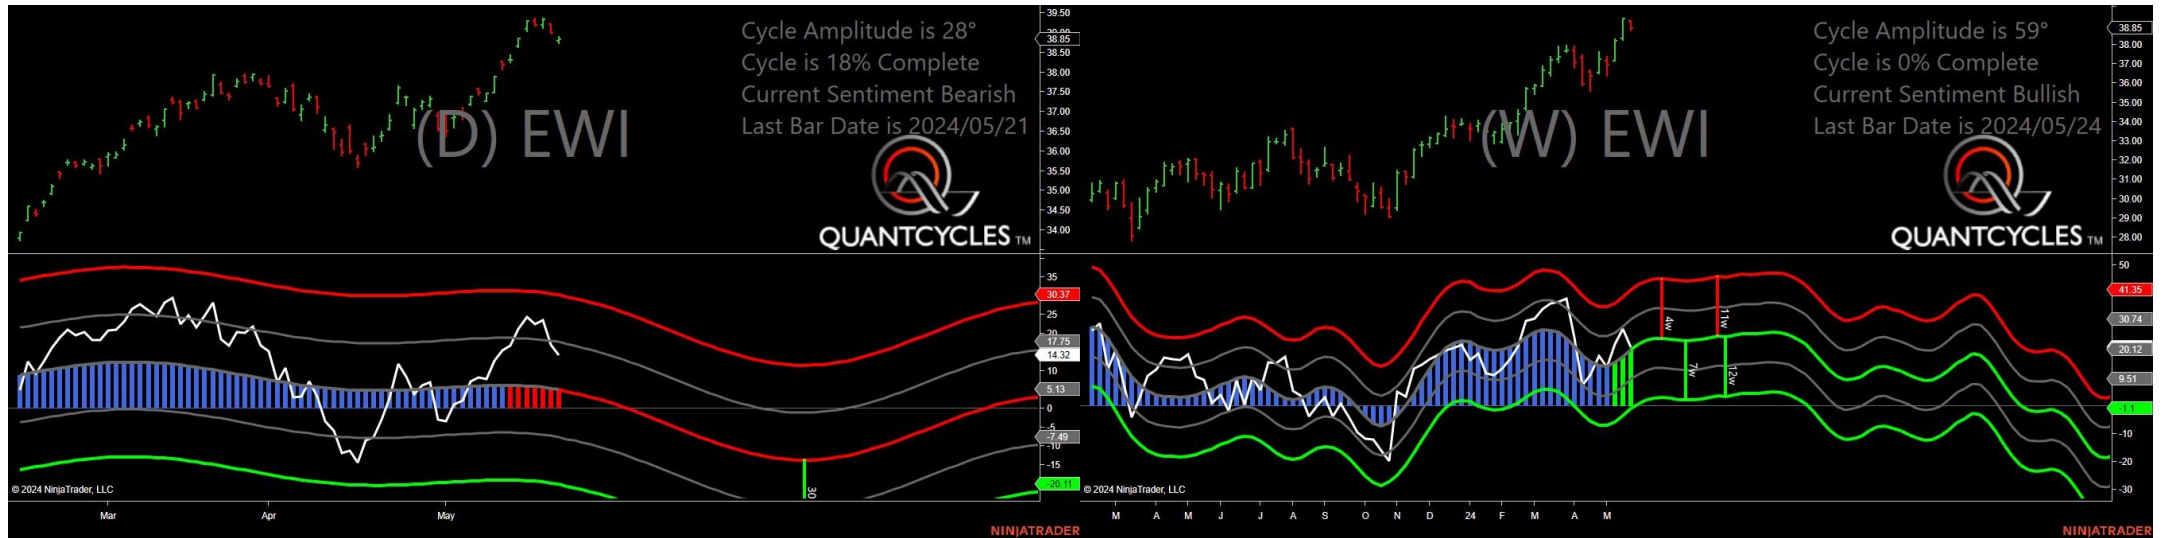 Cycle Amplitude is 28°
Cycle is 18% Complete
Current Sentiment Bearish
Last Bar Date is 2024/05/21
(D) EWI
QUANTCYCLES TM
39.50
38.85
38.50
38.00
37.50
37.00
36.50
36.00
35.50
35.00
34.50
34.00
35
30.37
25
20
17.75
14.32
10
5.13
0
-5
-7.49
-10
-15
-20.11
30
© 2024 NinjaTrader, LLC
Mar
Apr
May
NINJATRADER
Cycle Amplitude is 59°
Cycle is 0% Complete
Current Sentiment Bullish
Last Bar Date is 2024/05/24
(W) EWI
QUANTCYCLES TM
38.85
38.00
37.00
36.00
35.00
34.00
33.00
32.00
31.00
30.00
29.00
28.00
50
41.35
30.74
20.12
9.51
-1.1
-10
-20
-30
4w
11w
7w
12w
© 2024 NinjaTrader, LLC
M A M J J A S O N D 24 F M A M
NINJATRADER